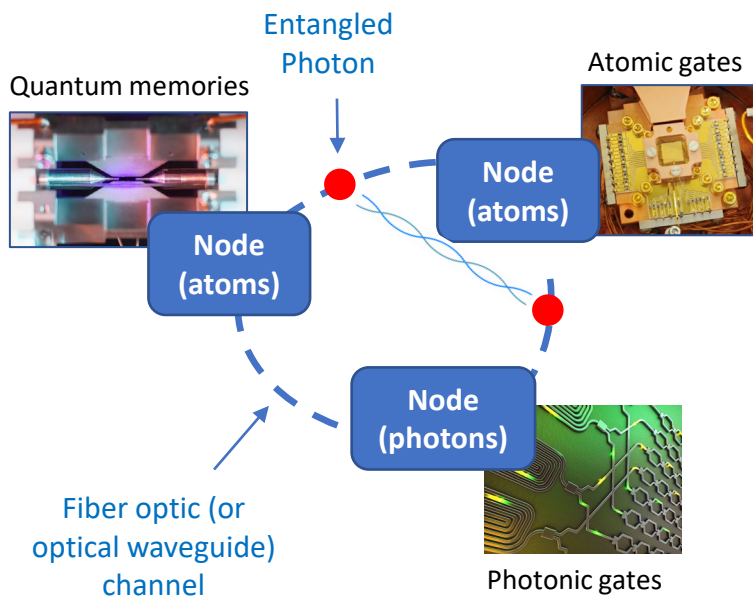 Entangled
Photon
Quantum memories
Atomic gates
Node
(atoms)
Node
(atoms)
Node
(photons)
Fiber optic (or
optical waveguide)
channel
Photonic gates